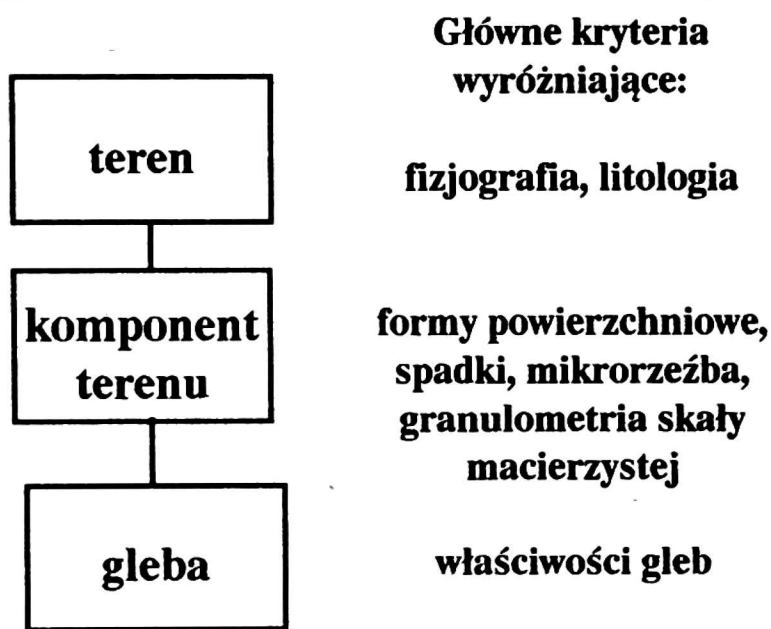 Główne kryteria
wyróżniające:
teren
fizjografia, litologia
komponent
terenu
formy powierzchniowe,
spadki, mikrorzeźba,
granulometria skały
macierzystej
gleba
właściwości gleb